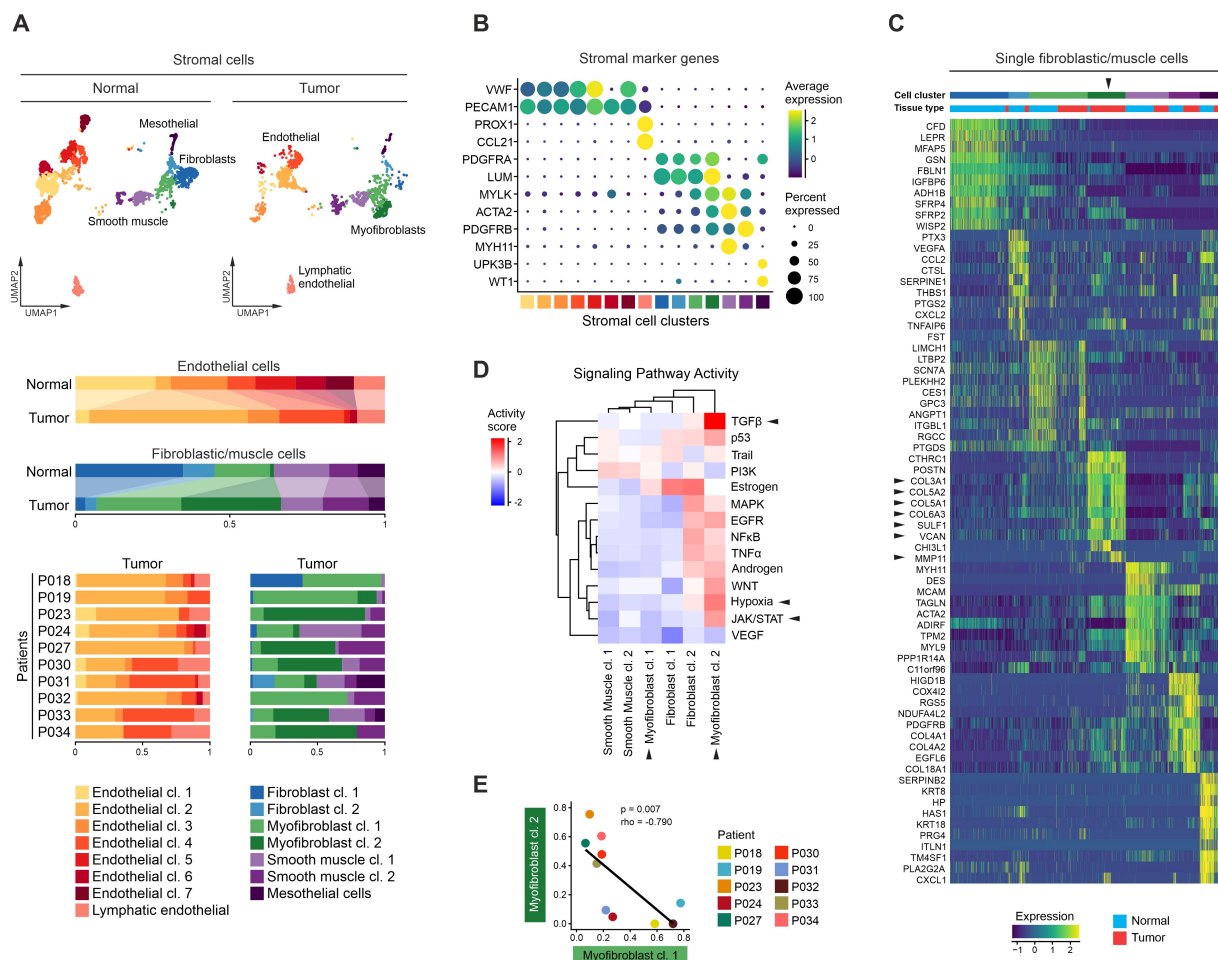 A
Stromal cells
Normal
Tumor
Mesothelial
Endothelial
Fibroblasts
Smooth muscle
Myofibroblasts
Lymphatic
endothelial
UMAP2
UMAP1
UMAP2
UMAP1
Endothelial cells
Normal
Tumor
Fibroblastic/muscle cells
Normal
Tumor
0 0.5 1
Tumor Tumor
Patients
P018
P019
P023
P024
P027
P030
P031
P032
P033
P034
0 0.5 1 0 0.5 1
Endothelial cl. 1
Endothelial cl. 2
Endothelial cl. 3
Endothelial cl. 4
Endothelial cl. 5
Endothelial cl. 6
Endothelial cl. 7
Lymphatic endothelial
Fibroblast cl. 1
Fibroblast cl. 2
Myofibroblast cl. 1
Myofibroblast cl. 2
Smooth muscle cl. 1
Smooth muscle cl. 2
Mesothelial cells
B
Stromal marker genes
VWF
PECAM1
PROX1
CCL21
PDGFRA
LUM
MYLK
ACTA2
PDGFRB
MYH11
UPK3B
WT1
Stromal cell clusters
Average
expression
2
1
0
Percent
expressed
0
25
50
75
100
C
Single fibroblastic/muscle cells
Cell cluster
Tissue type
CFD
LEPR
MFAP5
GSN
FBLN1
IGFBP6
ADH1B
SFRP4
SFRP2
WISP2
PTX3
VEGFA
CCL2
CTSL
SERPINE1
THBS1
PTGS2
CXCL2
TNFAIP6
FST
LIMCH1
LTBP2
SCN7A
PLEKHH2
CES1
GPC3
ANGPT1
ITGBL1
RGCC
PTGDS
CTHRC1
POSTN
COL3A1
COL5A2
COL5A1
COL6A3
SULF1
VCAN
CHI3L1
MMP11
MYH11
DES
MCAM
TAGLN
ACTA2
ADIRF
TPM2
MYL9
PPP1R14A
C11orf96
HIGD1B
COX4I2
RGS5
NDUFA4L2
PDGFRB
COL4A1
COL4A2
EGFL6
COL18A1
SERPINB2
KRT8
HP
HAS1
KRT18
PRG4
ITLN1
TM4SF1
PLA2G2A
CXCL1
Expression
-1 0 1 2
Normal
Tumor
D
Signaling Pathway Activity
Activity
score
2
0
-2
TGFβ
p53
Trail
PI3K
Estrogen
MAPK
EGFR
NFκB
TNFα
Androgen
WNT
Hypoxia
JAK/STAT
VEGF
Smooth Muscle cl. 1
Smooth Muscle cl. 2
Myofibroblast cl. 1
Fibroblast cl. 1
Fibroblast cl. 2
Myofibroblast cl. 2
E
Myofibroblast cl. 2
0.8
0.6
0.4
0.2
0.0
p = 0.007
rho = -0.790
0.0 0.2 0.4 0.6 0.8
Myofibroblast cl. 1
Patient
P018
P019
P023
P024
P027
P030
P031
P032
P033
P034